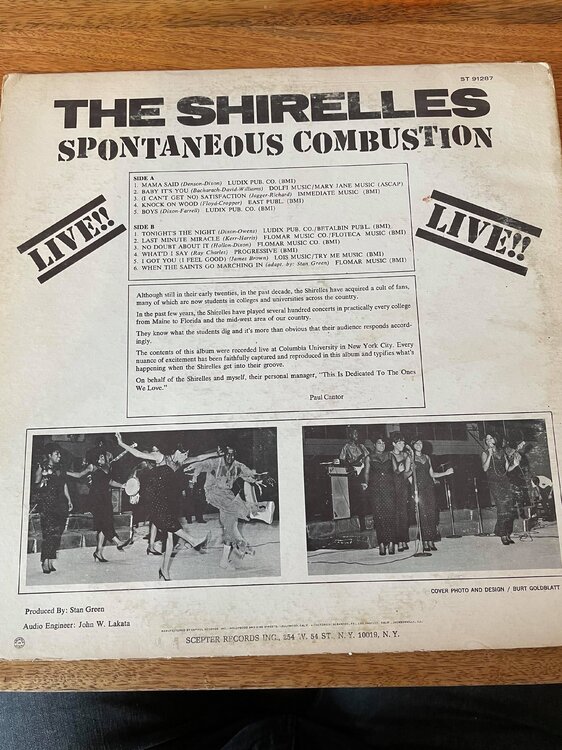 ST 91287
THE SHIRELLES
SPONTANEOUS COMBUSTION
LIVE!!
SIDE A
1. MAMA SAID (Denson-Dixon) LUDIX PUB. CO. (BMI)
2. BABY IT'S YOU (Bacharach-David-Williams) DOLFI MUSIC/MARY JANE MUSIC (ASCAP)
3. (I CAN'T GET NO) SATISFACTION (Jagger-Richard) IMMEDIATE MUSIC (BMI)
4. KNOCK ON WOOD (Floyd-Cropper) EAST PUBL. (BMI)
5. BOYS (Dixon-Farrell) LUDIX PUB. CO. (BMI)
SIDE B
1. TONIGHT'S THE NIGHT (Dixon-Owens) LUDIX PUB. CO./BETALBIN PUBL. (BMI)
2. LAST MINUTE MIRACLE (Kerr-Harris) FLOMAR MUSIC CO./FLOTECA MUSIC (BMI)
3. NO DOUBT ABOUT IT (Hallon-Dixon) FLOMAR MUSIC CO. (BMI)
4. WHAT'D I SAY (Ray Charles) PROGRESSIVE (BMI)
5. I GOT YOU (I FEEL GOOD) (James Brown) LOIS MUSIC/TRY ME MUSIC (BMI)
6. WHEN THE SAINTS GO MARCHING IN (adapt. by: Stan Green) FLOMAR MUSIC (BMI)
LIVE!!
Although still in their early twenties, in the past decade, the Shirelles have acquired a cult of fans,
many of which are now students in colleges and universities across the country.
In the past few years, the Shirelles have played several hundred concerts in practically every college
from Maine to Florida and the mid-west area of our country.
They know what the students dig and it's more than obvious that their audience responds accord-
ingly.
The contents of this album were recoded live at Columbia University in New York City. Every
nuance of excitement has been faithfully captured and reproduced in this album and typifies what's
happening when the Shirelles get into their groove.
On behalf of the Shirelles and myself, their personal manager, "This Is Dedicated To The Ones
We Love."
Paul Cantor
COVER PHOTO AND DESIGN / BURT GOLDBLATT
Produced By: Stan Green
Audio Engineer: John W. Lakata
SCEPTER RECORDS INC., 254 W. 54 ST., N. Y. 10019, N. Y.